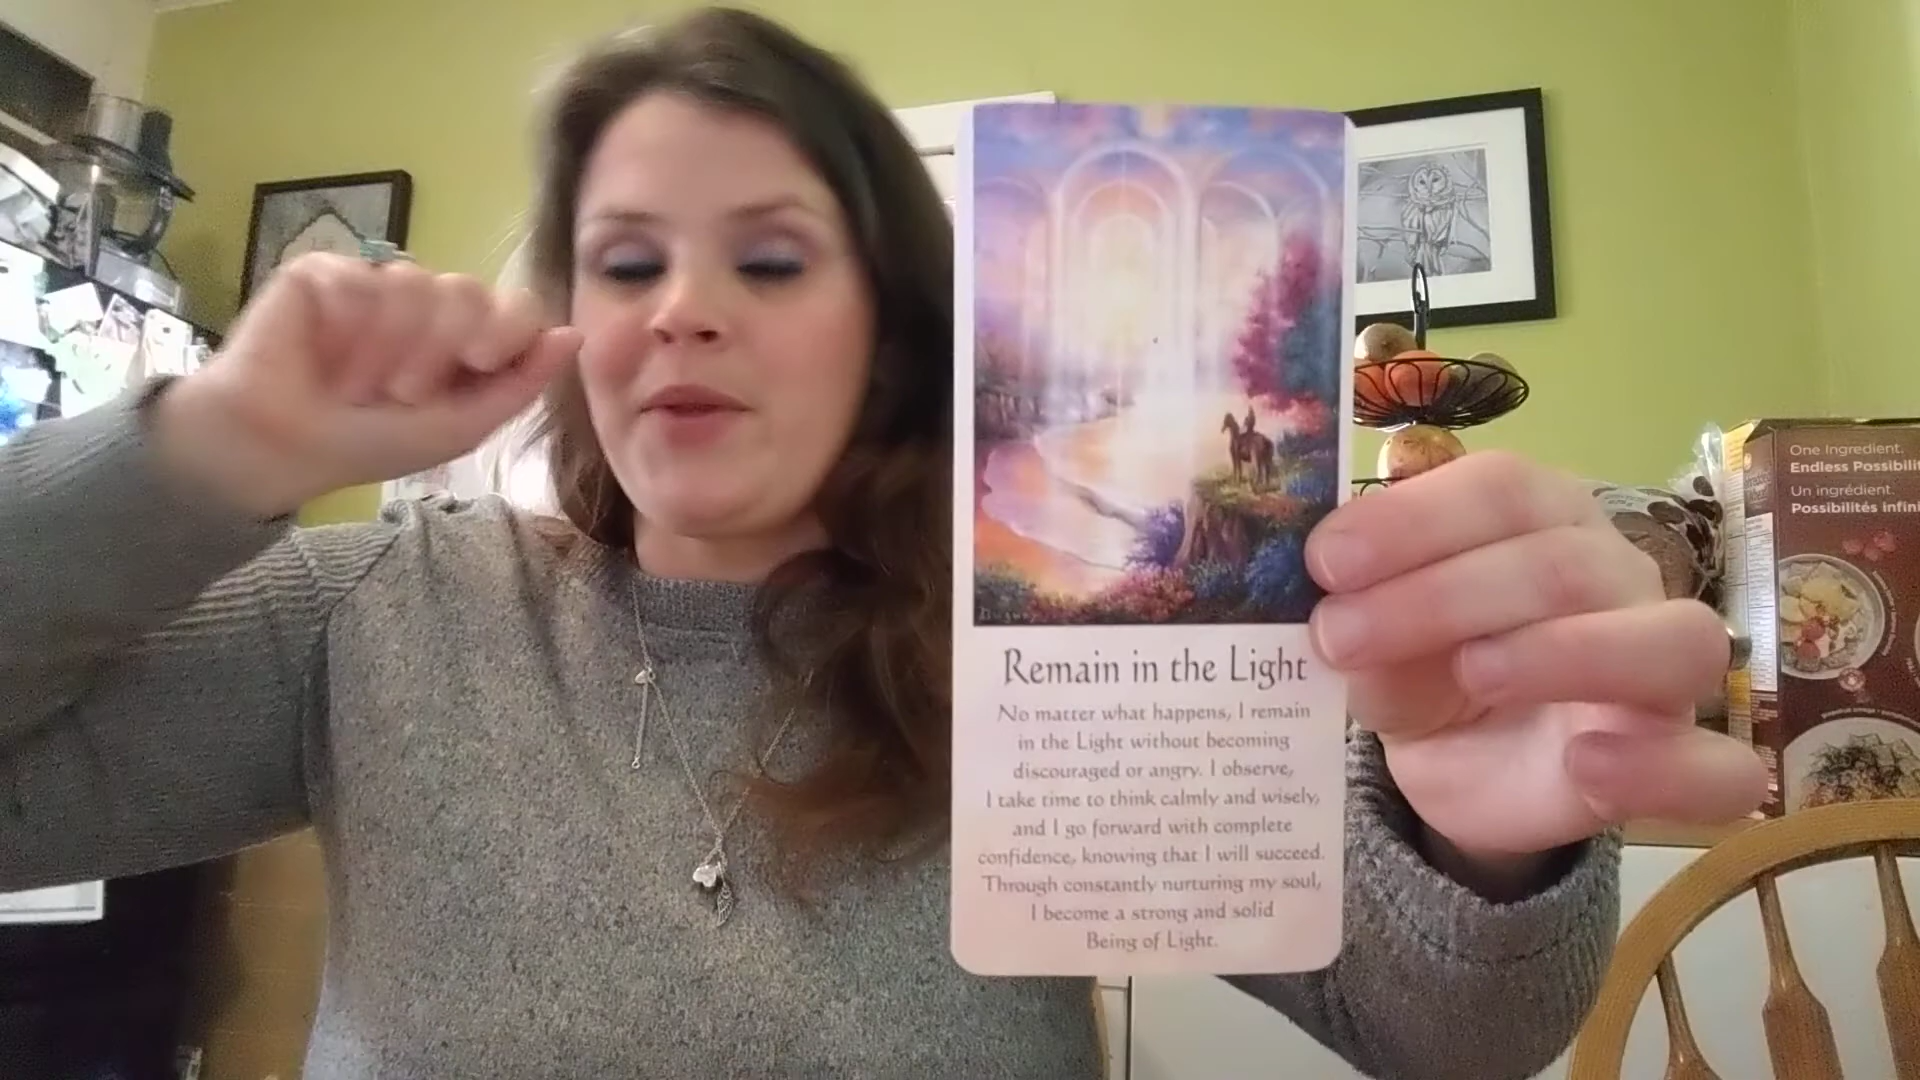 Remain in the Light
No matter what happens, I remain
in the Light without becoming
discouraged or angry. I observe,
I take time to think calmly and wisely,
and I go forward with complete
confidence, knowing that I will succeed.
Through constantly nurturing my soul,
I become a strong and solid
Being of Light.
One Ingredient.
Endless Possibilit
Un ingrédient.
Possibilités infini